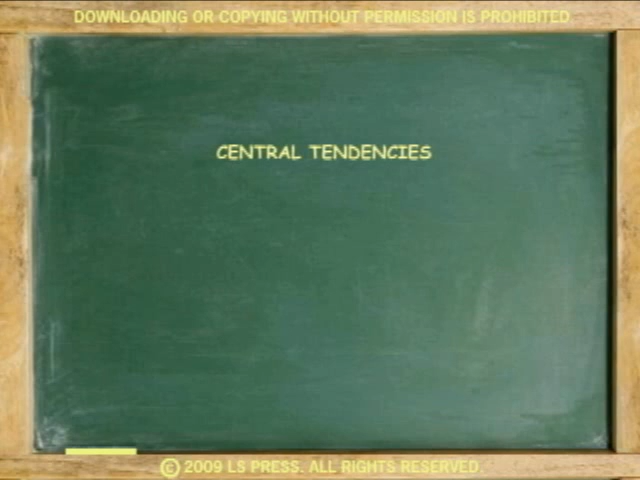 DOWNLOADING OR COPYING WITHOUT PERMISSION IS PROHIBITED
CENTRAL TENDENCIES
© 2009 LS PRESS. ALL RIGHTS RESERVED.